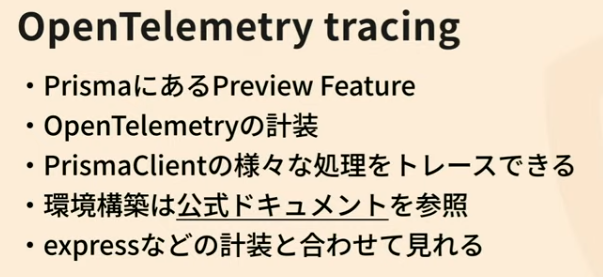 OpenTelemetry tracing
・PrismaにあるPreview Feature
・OpenTelemetryの計装
・PrismaClientの様々な処理をトレースできる
・環境構築は公式ドキュメントを参照
・expressなどの計装と合わせて見れる